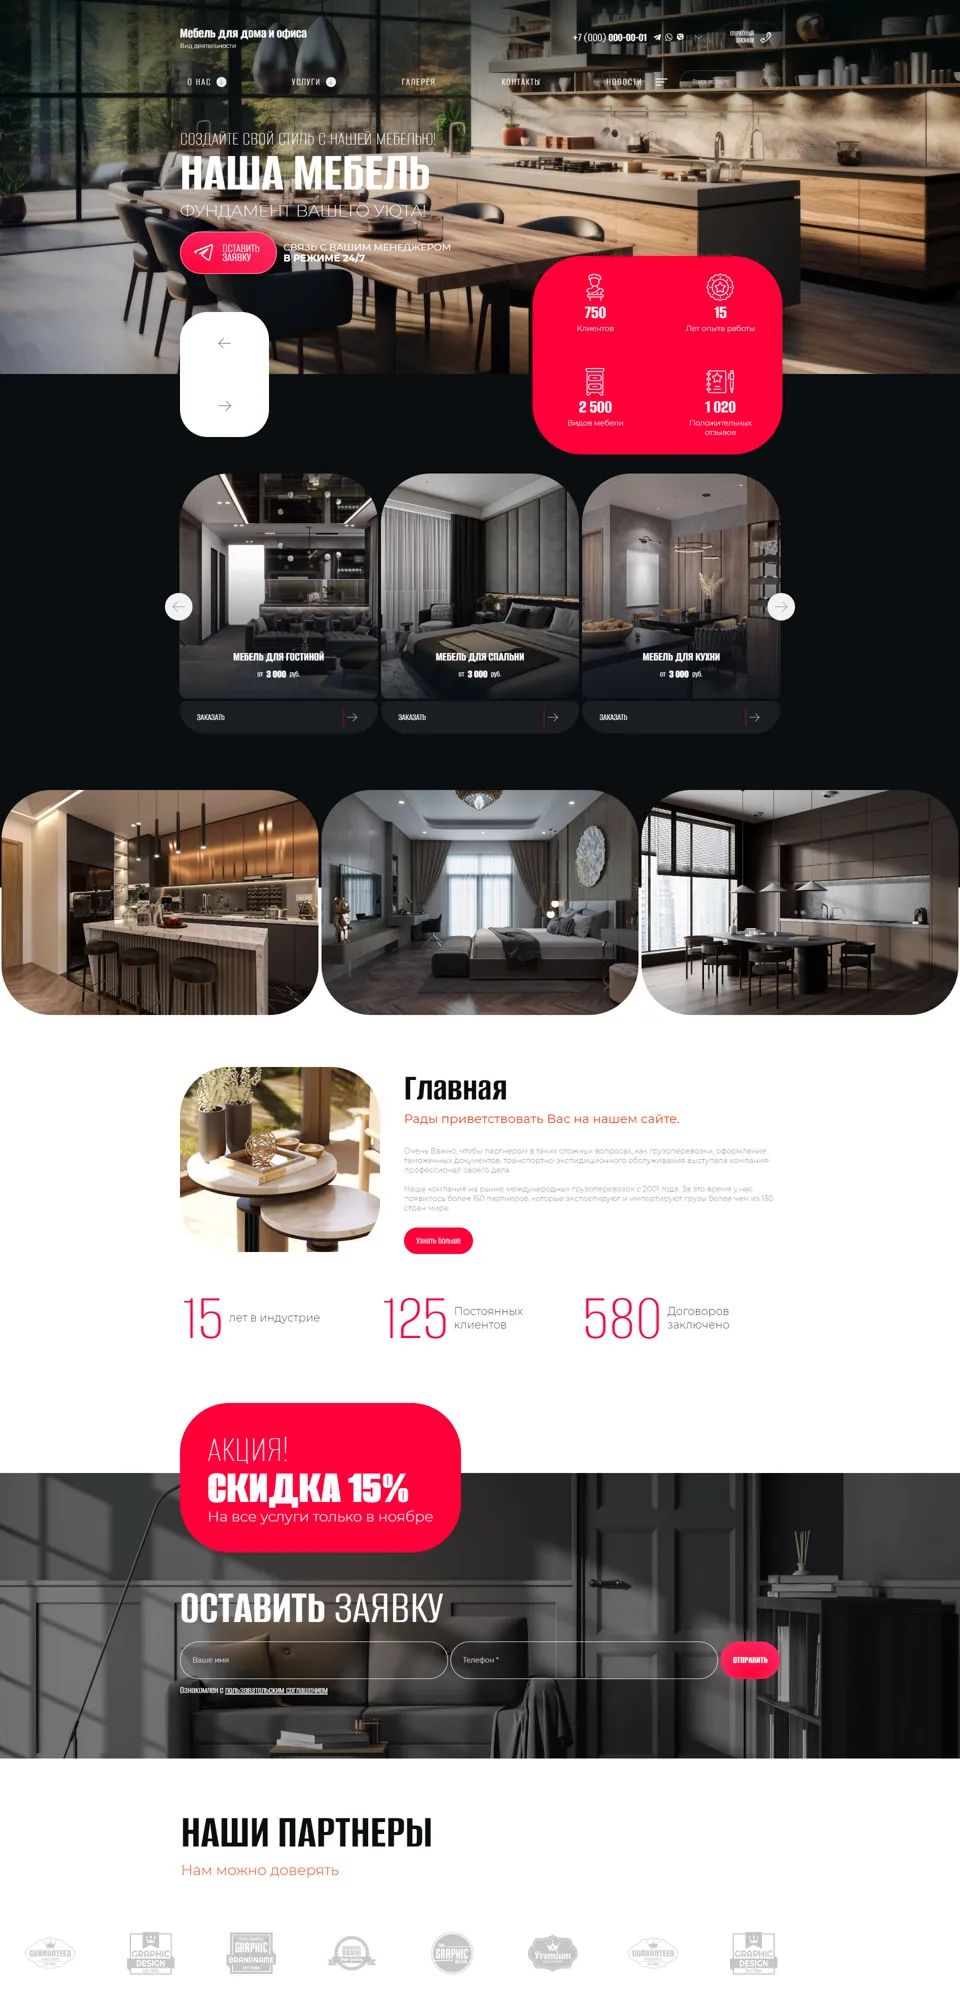 Мебель для дома и офиса
Вид деятельности
+7 (000) 000-00-01
ОБРАТНЫЙ
ЗВОНОК
О НАС
УСЛУГИ
ГАЛЕРЕЯ
КОНТАКТЫ
НОВОСТИ
Поиск по сайту
СОЗДАЙТЕ СВОЙ СТИЛЬ С НАШЕЙ МЕБЕЛЬЮ!
НАША МЕБЕЛЬ
ФУНДАМЕНТ ВАШЕГО УЮТА!
ОСТАВИТЬ
ЗАЯВКУ
СВЯЗЬ С ВАШИМ МЕНЕДЖЕРОМ
В РЕЖИМЕ 24/7
750
Клиентов
15
Лет опыта работы
2 500
Видов мебели
1 020
Положительных
отзывов
МЕБЕЛЬ ДЛЯ ГОСТИНОЙ
от 3 000 руб.
ЗАКАЗАТЬ
МЕБЕЛЬ ДЛЯ СПАЛЬНИ
от 3 000 руб.
ЗАКАЗАТЬ
МЕБЕЛЬ ДЛЯ КУХНИ
от 3 000 руб.
ЗАКАЗАТЬ
Главная
Рады приветствовать Вас на нашем сайте.
Очень Важно, чтобы партнером в таких сложных вопросах, как грузоперевозки, оформление
таможенных документов, транспортно-экспидиционного обслуживания выступала компания-
профессионал своего дела.
Наша компания на рынке международных грузоперевозок с 2001 года. За это время у нас
появилось более 150 партнеров, которые экспортируют и импортируют грузы более чем из 130
стран мира.
Узнать больше
15 лет в индустрие
125 Постоянных
клиентов
580 Договоров
заключено
АКЦИЯ!
СКИДКА 15%
На все услуги только в ноябре
ОСТАВИТЬ ЗАЯВКУ
Ваше имя
Телефон *
ОТПРАВИТЬ
Ознакомлен с пользовательским соглашением
НАШИ ПАРТНЕРЫ
Нам можно доверять
GUARANTEED
GRAPHIC
DESIGN
GRAPHIC
BRANDNAME
GRAPHIC
Premium
GUARANTEED
GRAPHIC
DESIGN